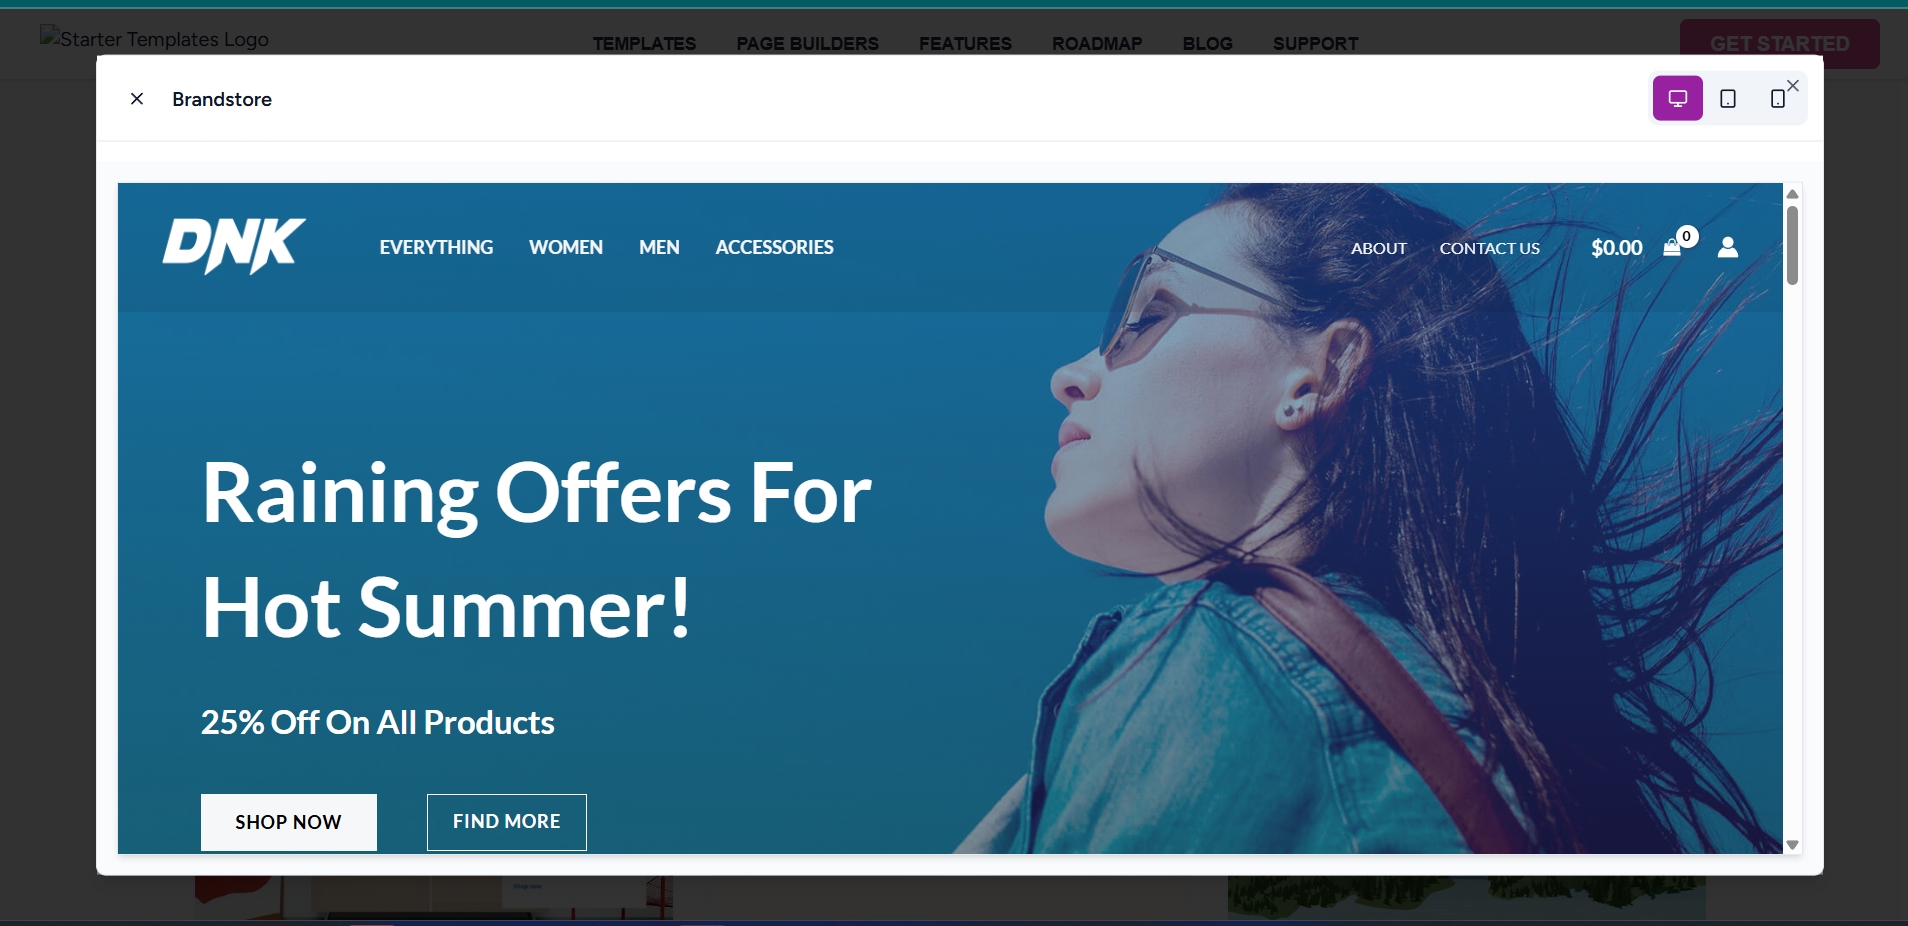 Starter Templates Logo
TEMPLATES PAGE BUILDERS FEATURES ROADMAP BLOG SUPPORT
GET STARTED
Brandstore
DNK
EVERYTHING WOMEN MEN ACCESSORIES
ABOUT CONTACT US $0.00 0
Raining Offers For
Hot Summer!
25% Off On All Products
SHOP NOW FIND MORE